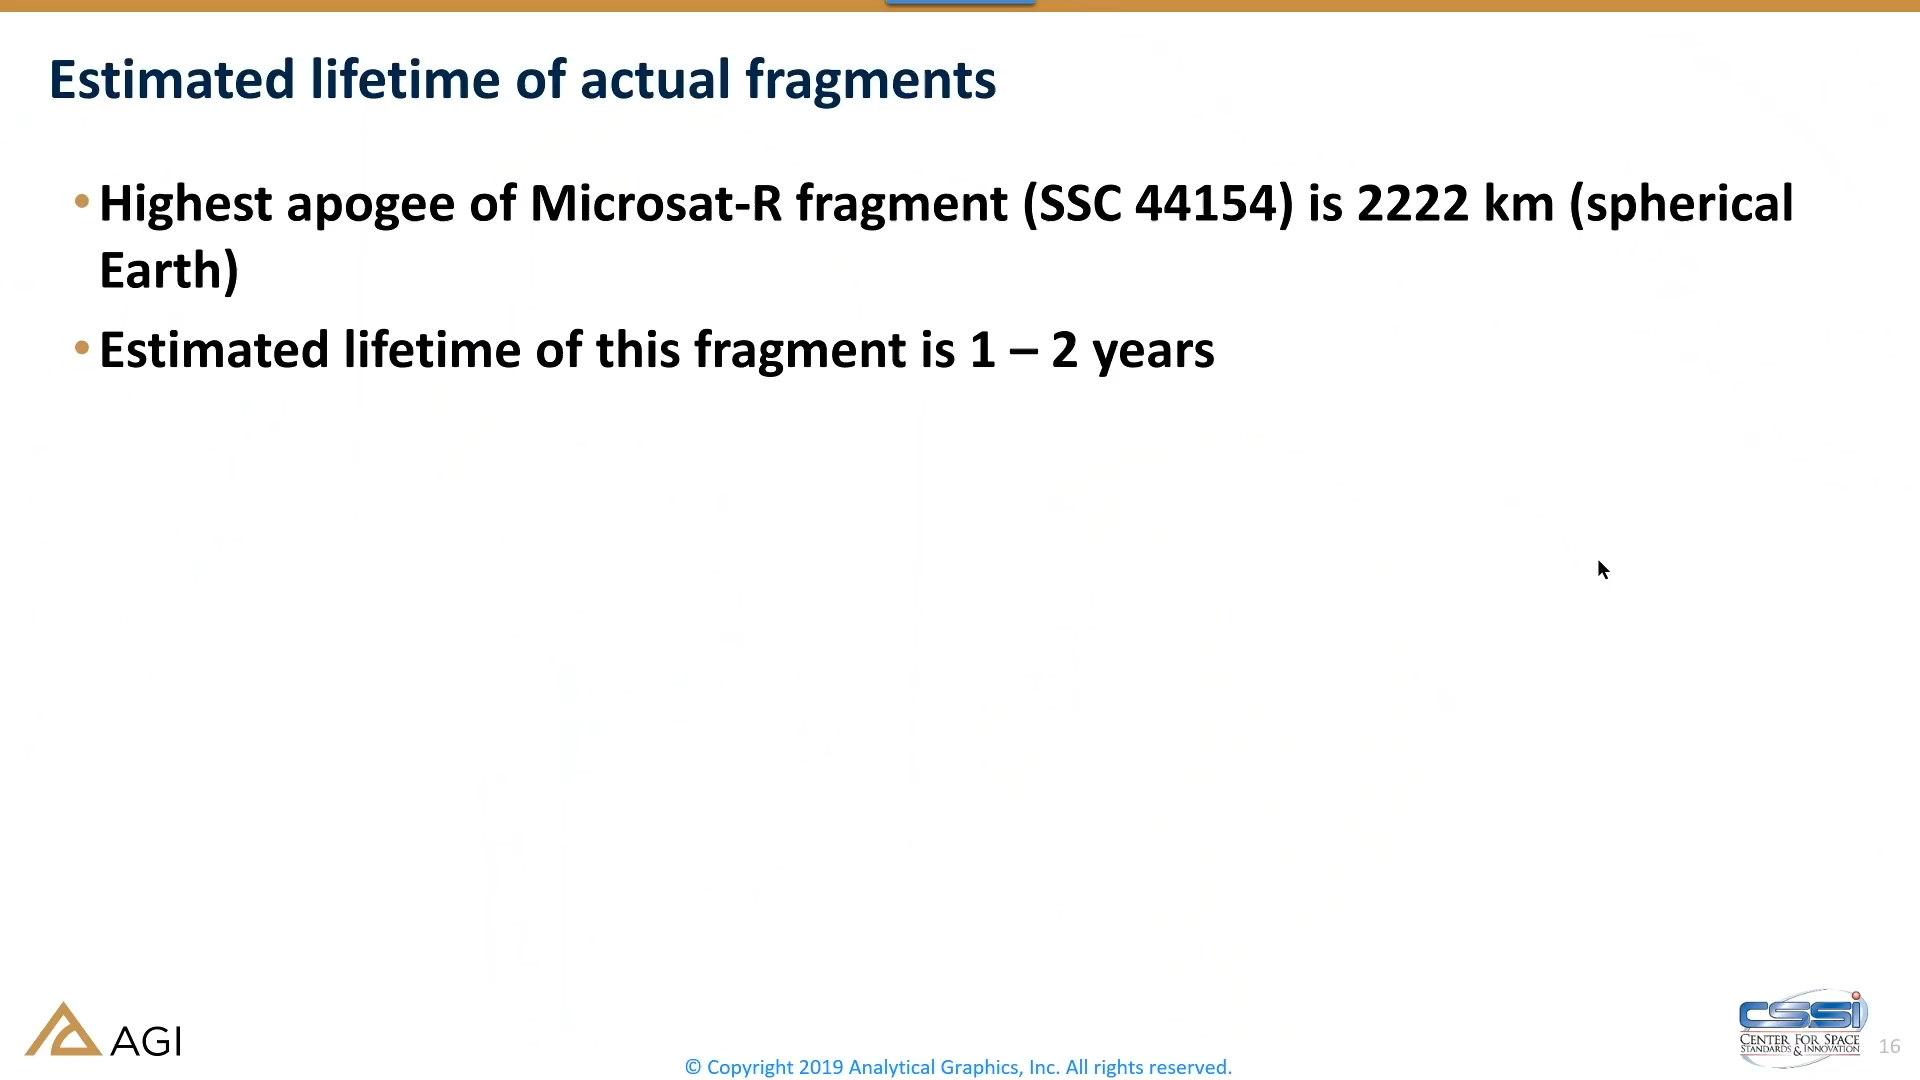 Estimated lifetime of actual fragments
• Highest apogee of Microsat-R fragment (SSC 44154) is 2222 km (spherical
Earth)
• Estimated lifetime of this fragment is 1 – 2 years
AGI
CSSI
CENTER FOR SPACE
STANDARDS & INNOVATION
16
© Copyright 2019 Analytical Graphics, Inc. All rights reserved.